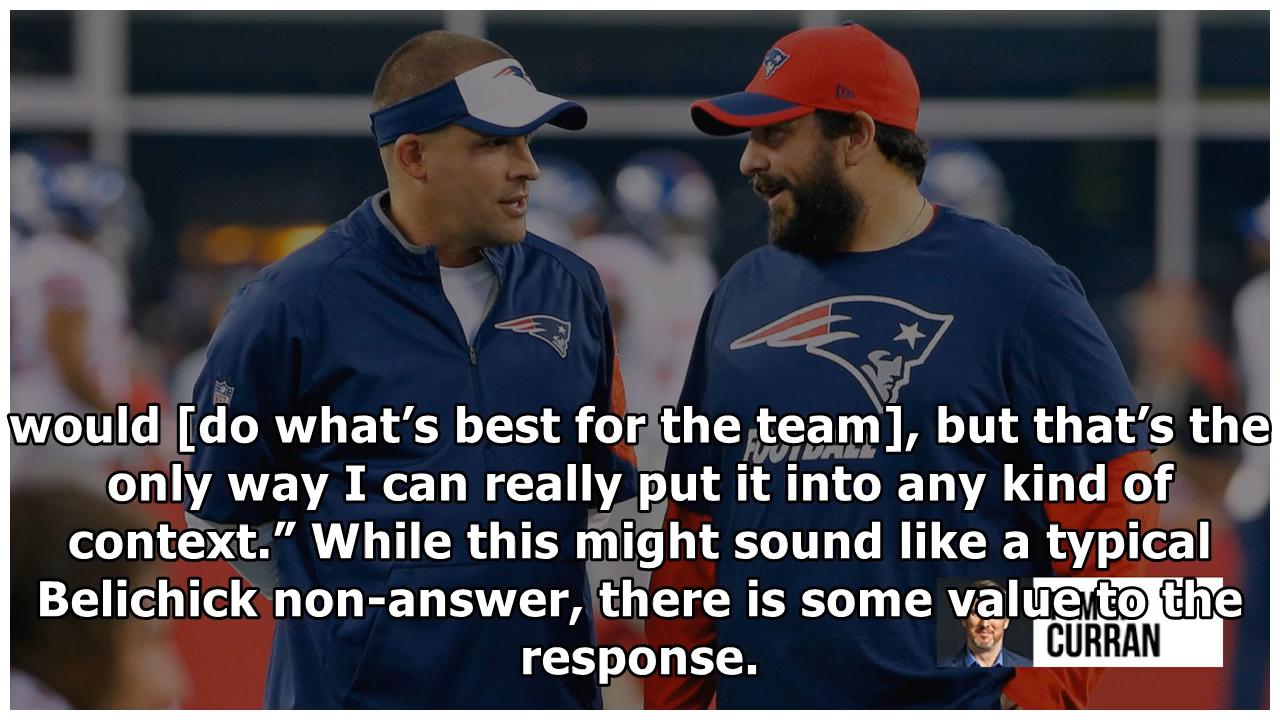 would [do what’s best for the team], but that’s the
only way I can really put it into any kind of
context.” While this might sound like a typical
Belichick non-answer, there is some value to the
response.
FOOTBALL
CURRAN